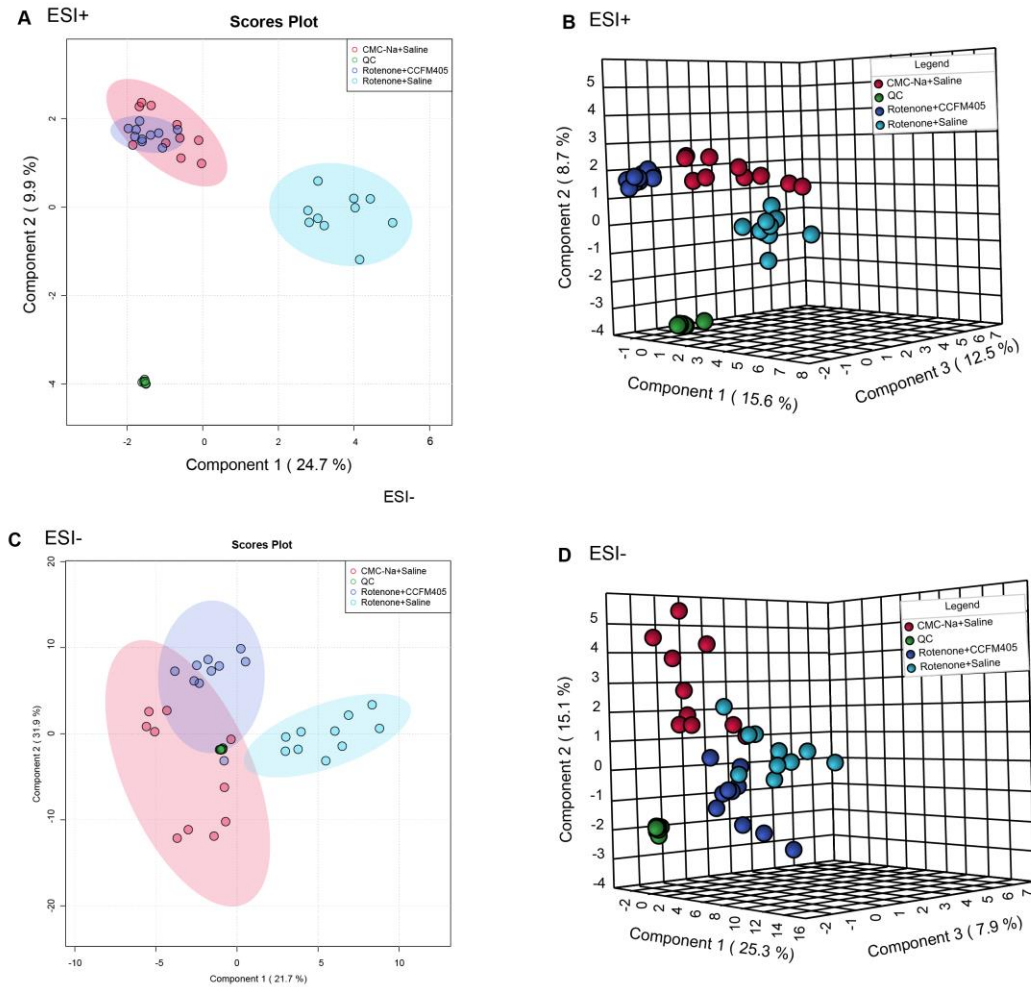 A ESI+
Scores Plot
CMC-Na+Saline
QC
Rotenone+CCFM405
Rotenone+Saline
Component 2 ( 9.9 %)
2
0
-2
4
-2
0
2
4
6
Component 1 ( 24.7 %)
B ESI+
Legend
CMC-Na+Saline
QC
Rotenone+CCFM405
Rotenone+Saline
Component 2 ( 8.7 %)
5
4
3
2
1
0
-1
-2
-3
-4
-1
0
1
2
3
4
5
6
7
8
Component 1 ( 15.6 %)
-2
-1
0
1
2
3
4
5
6
7
Component 3 ( 12.5 %)
ESI-
C ESI-
Scores Plot
CMC-Na+Saline
QC
Rotenone+CCFM405
Rotenone+Saline
Component 2 ( 31.9 %)
20
10
0
-10
-20
-10
-5
0
5
10
Component 1 ( 21.7 %)
D ESI-
Legend
CMC-Na+Saline
QC
Rotenone+CCFM405
Rotenone+Saline
Component 2 ( 15.1 %)
5
4
3
2
1
0
-1
-2
-3
-4
-2
0
2
4
6
8
10
12
14
16
Component 1 ( 25.3 %)
-2
-1
0
1
2
3
4
5
6
7
Component 3 ( 7.9 %)